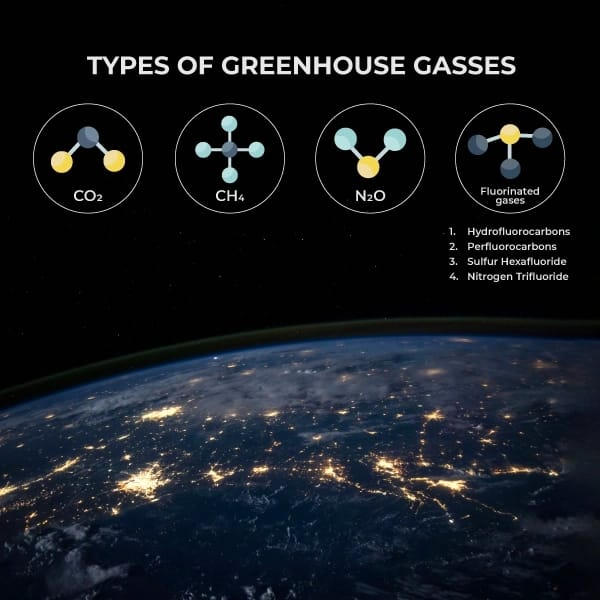 TYPES OF GREENHOUSE GASSES
CO₂
CH₄
N₂O
Fluorinated
gases
1. Hydrofluorocarbons
2. Perfluorocarbons
3. Sulfur Hexafluoride
4. Nitrogen Trifluoride